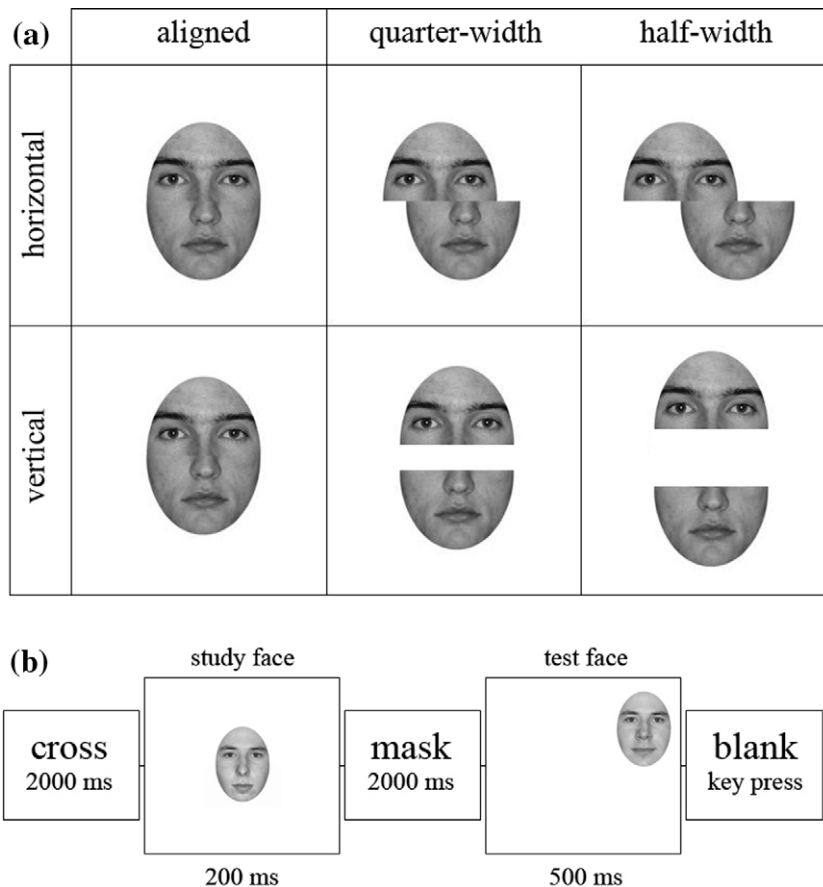 (a) aligned quarter-width half-width
horizontal
vertical
(b) study face test face
cross mask blank
2000 ms 2000 ms key press
200 ms 500 ms